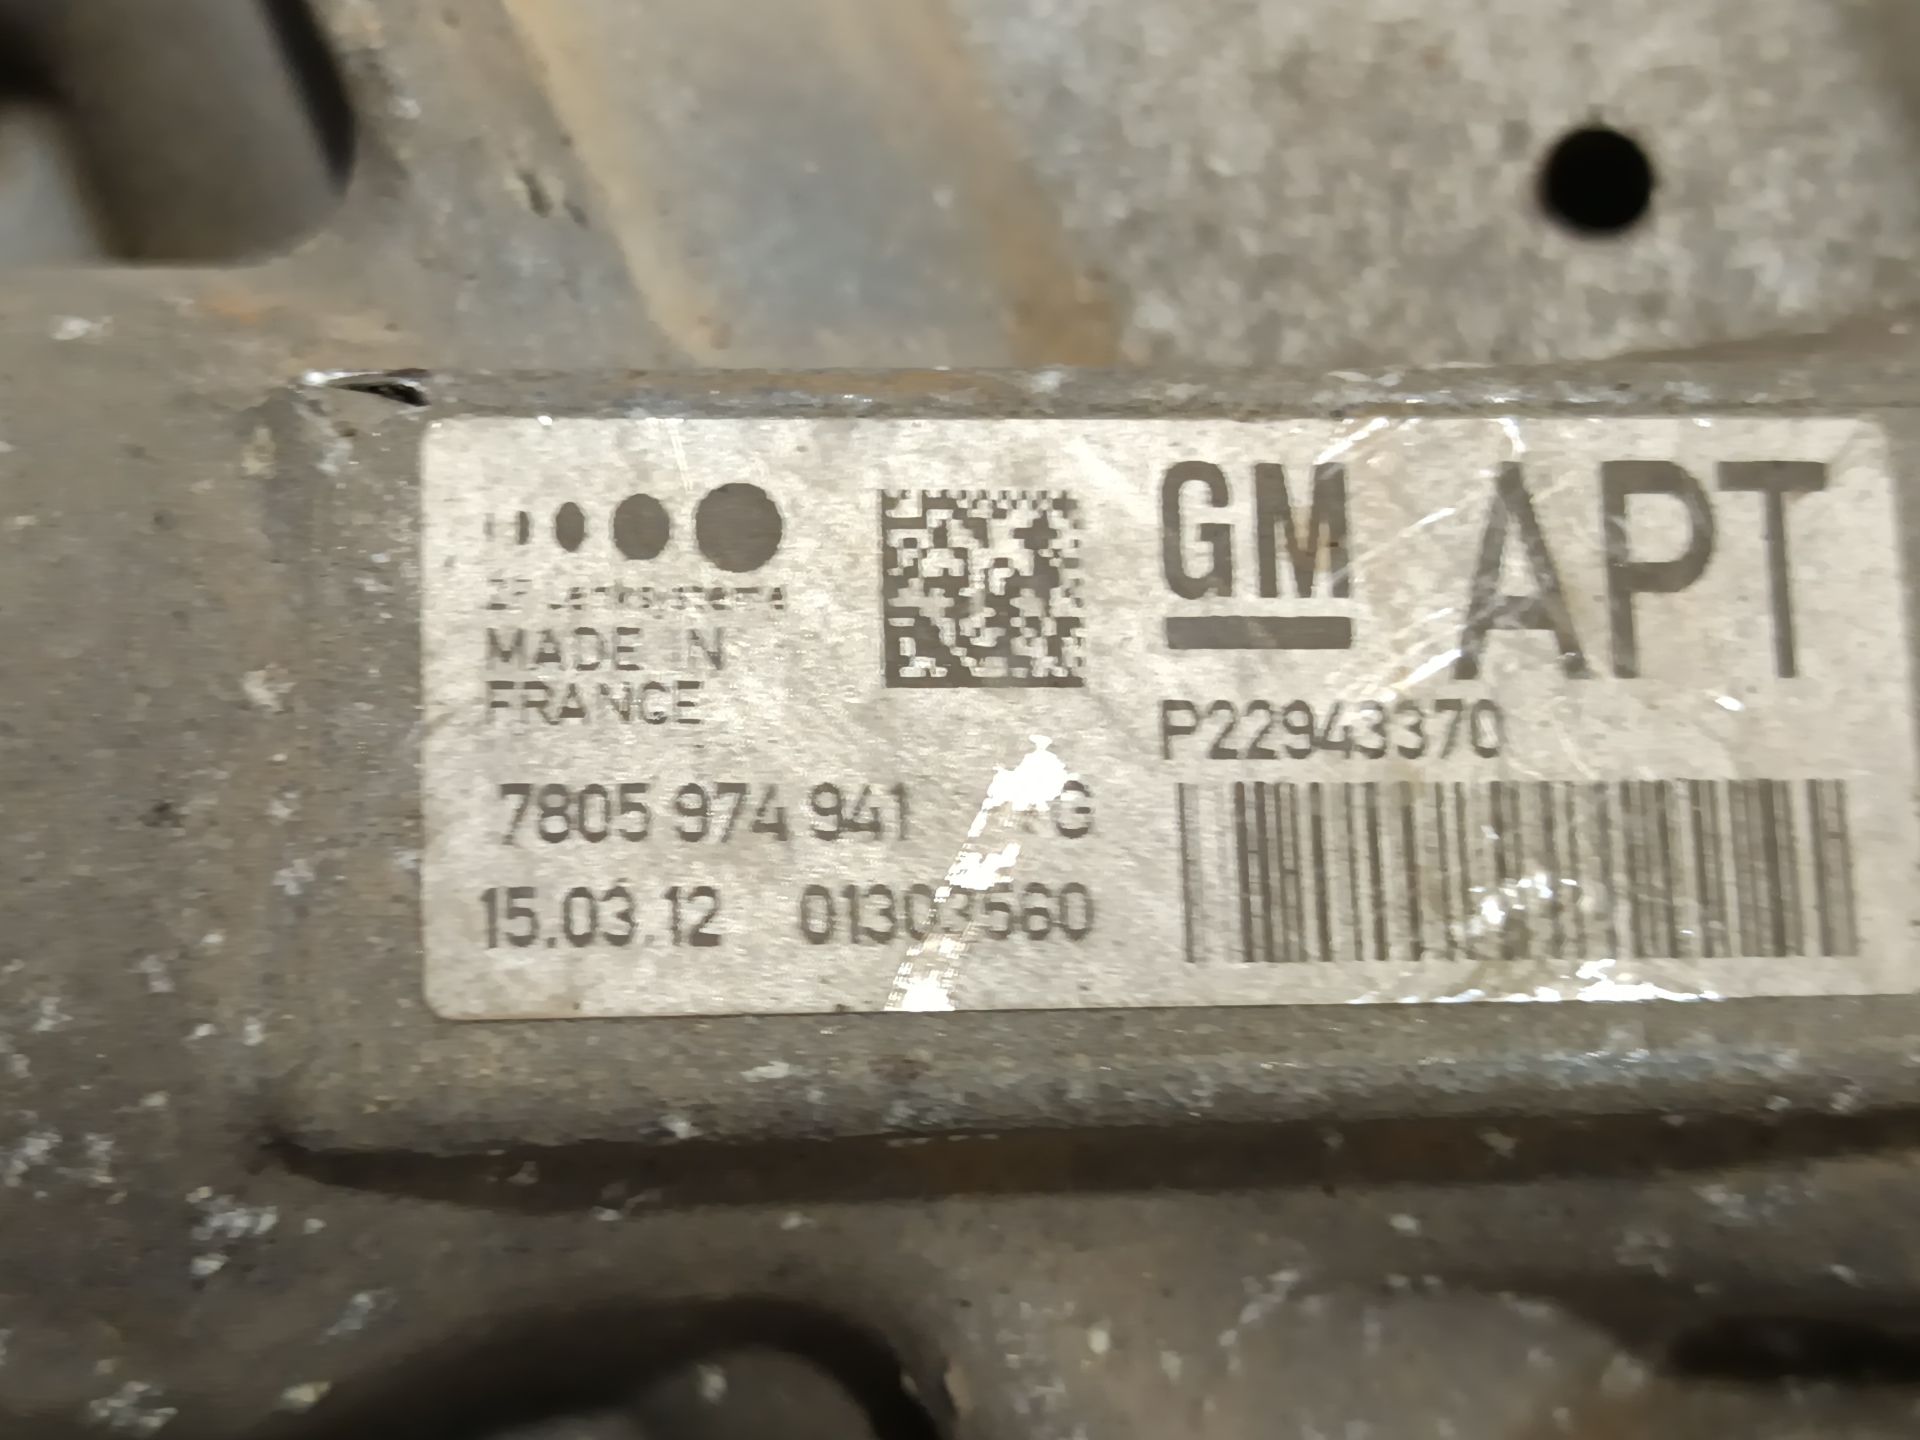 ZF Lenksysteme
MADE IN
FRANCE
7805 974 941 G
15.03.12 01303560
GM APT
P22943370